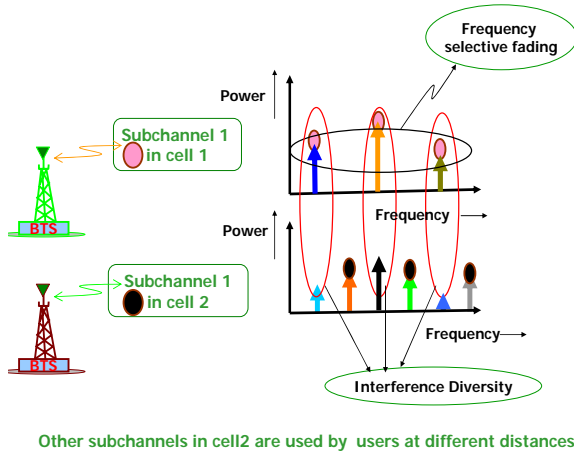 Frequency
selective fading
Power
Subchannel 1
in cell 1
BTS
Frequency
Power
Subchannel 1
in cell 2
BTS
Frequency
Interference Diversity
Other subchannels in cell2 are used by users at different distances